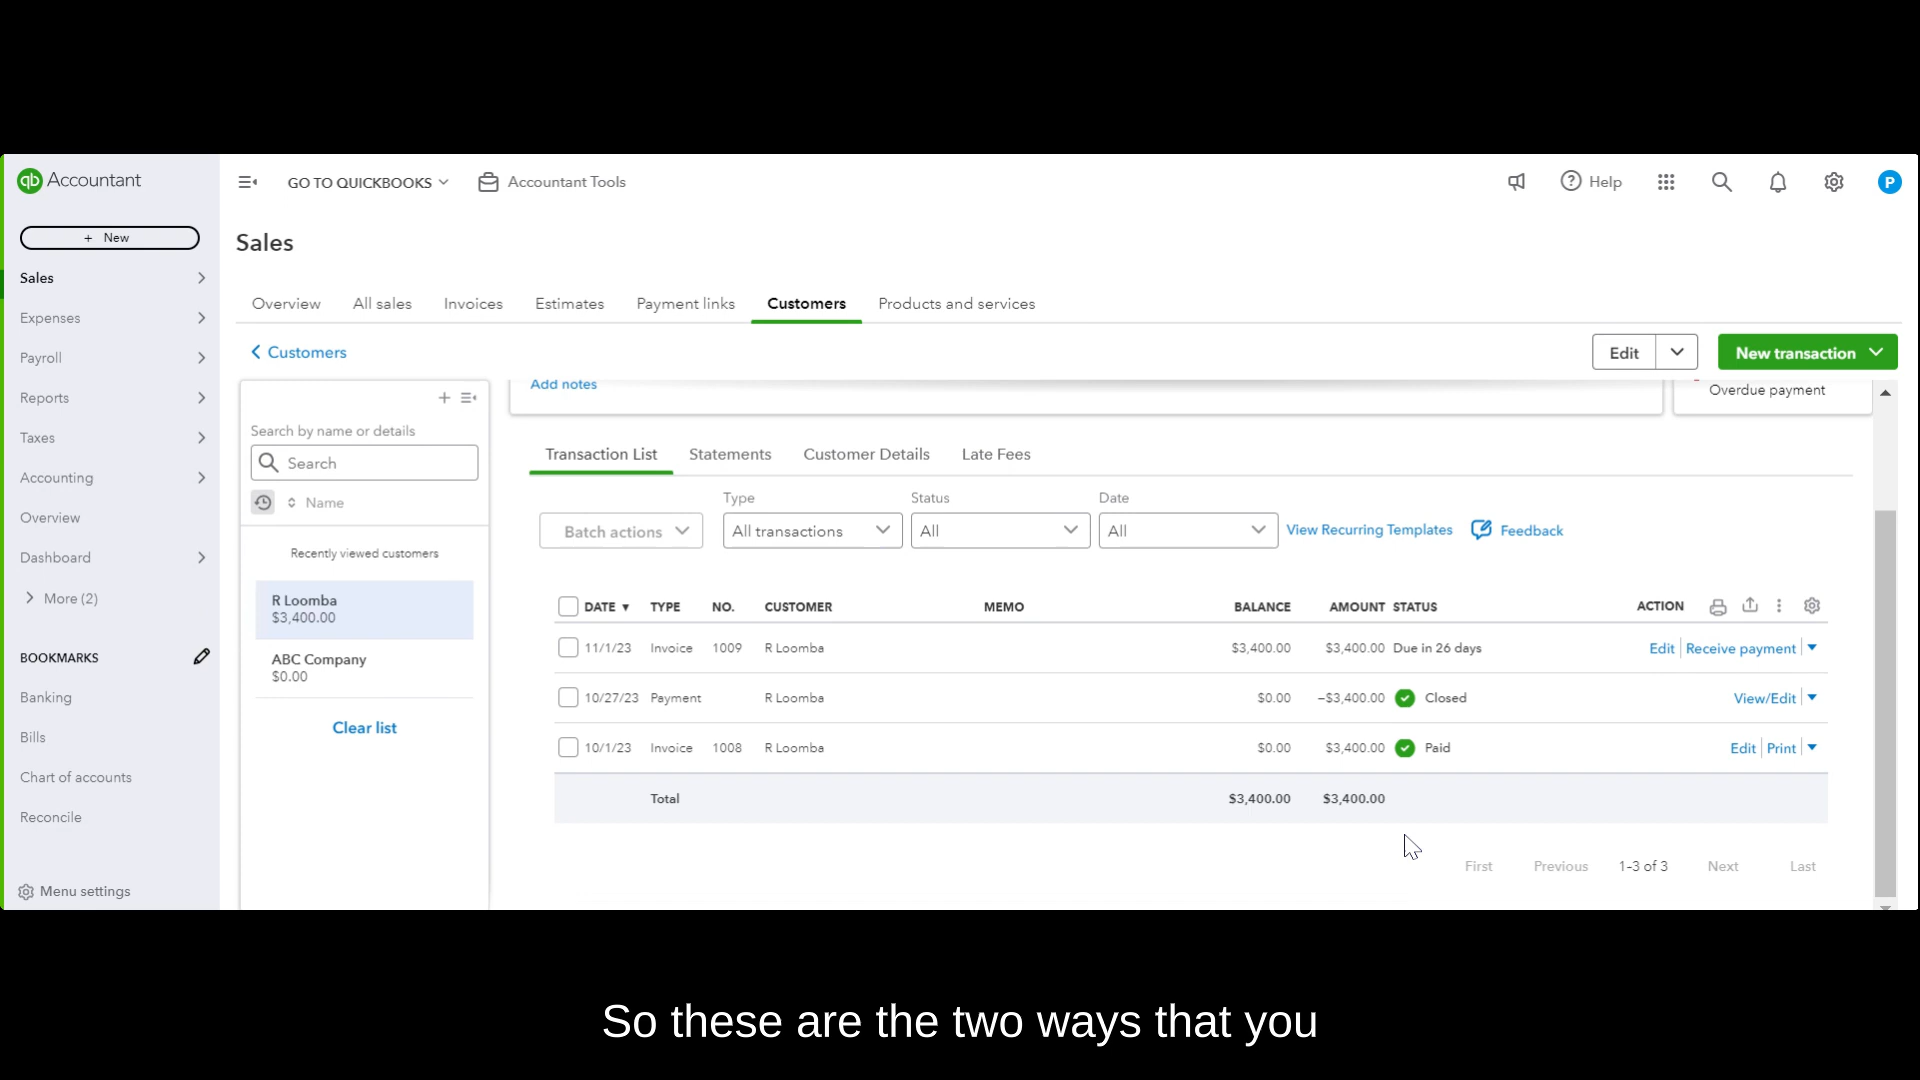 qb Accountant
GO TO QUICKBOOKS
Accountant Tools
Help
P
+ New
Sales
Expenses
Payroll
Reports
Taxes
Accounting
Overview
Dashboard
More (2)
BOOKMARKS
Banking
Bills
Chart of accounts
Reconcile
Menu settings
Sales
Overview All sales Invoices Estimates Payment links Customers Products and services
Customers
Edit
New transaction
Search by name or details
Search
Name
Recently viewed customers
R Loomba
$3,400.00
ABC Company
$0.00
Clear list
Add notes
Overdue payment
Transaction List Statements Customer Details Late Fees
Type Status Date
Batch actions All transactions All All View Recurring Templates Feedback
DATE ▼ TYPE NO. CUSTOMER MEMO BALANCE AMOUNT STATUS ACTION
11/1/23 Invoice 1009 R Loomba $3,400.00 $3,400.00 Due in 26 days Edit Receive payment
10/27/23 Payment R Loomba $0.00 -$3,400.00 Closed View/Edit
10/1/23 Invoice 1008 R Loomba $0.00 $3,400.00 Paid Edit Print
Total $3,400.00 $3,400.00
First Previous 1-3 of 3 Next Last
So these are the two ways that you